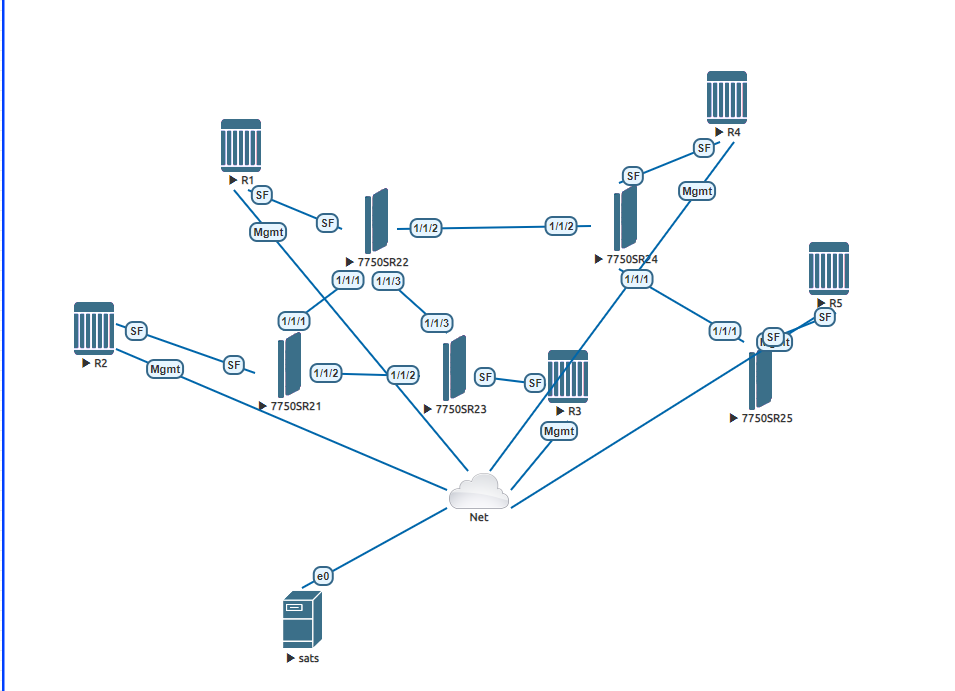 R4
SF
R1
SF
SF
Mgmt
SF
Mgmt
SF
1/1/2
1/1/2
7750SR22
7750SR24
1/1/1
1/1/3
1/1/1
R5
SF
1/1/1
1/1/3
1/1/1
SF
Mgmt
R2
SF
Mgmt
SF
1/1/2
1/1/2
SF
SF
7750SR21
7750SR23
R3
7750SR25
Mgmt
Net
e0
sats